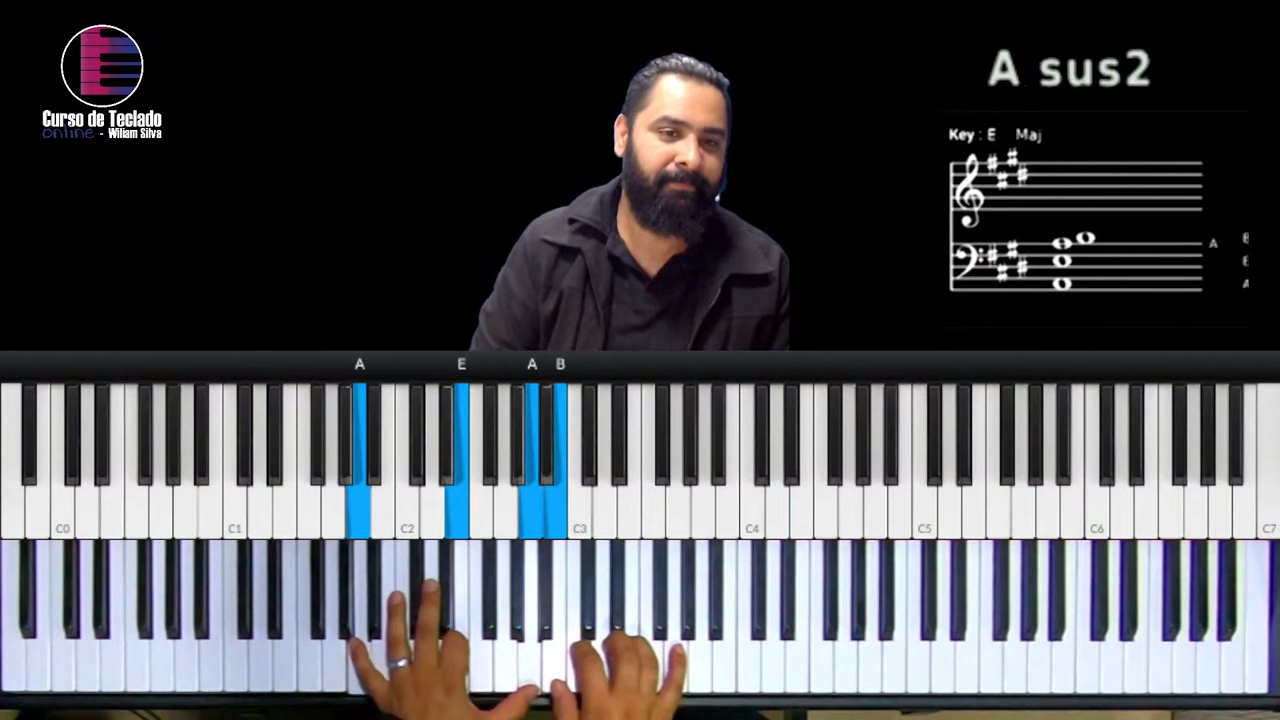 Curso de Teclado
online - Wiliam Silva
A sus2
Key : E Maj
A
B
E
A
A E A B
C0 C1 C2 C3 C4 C5 C6 C7